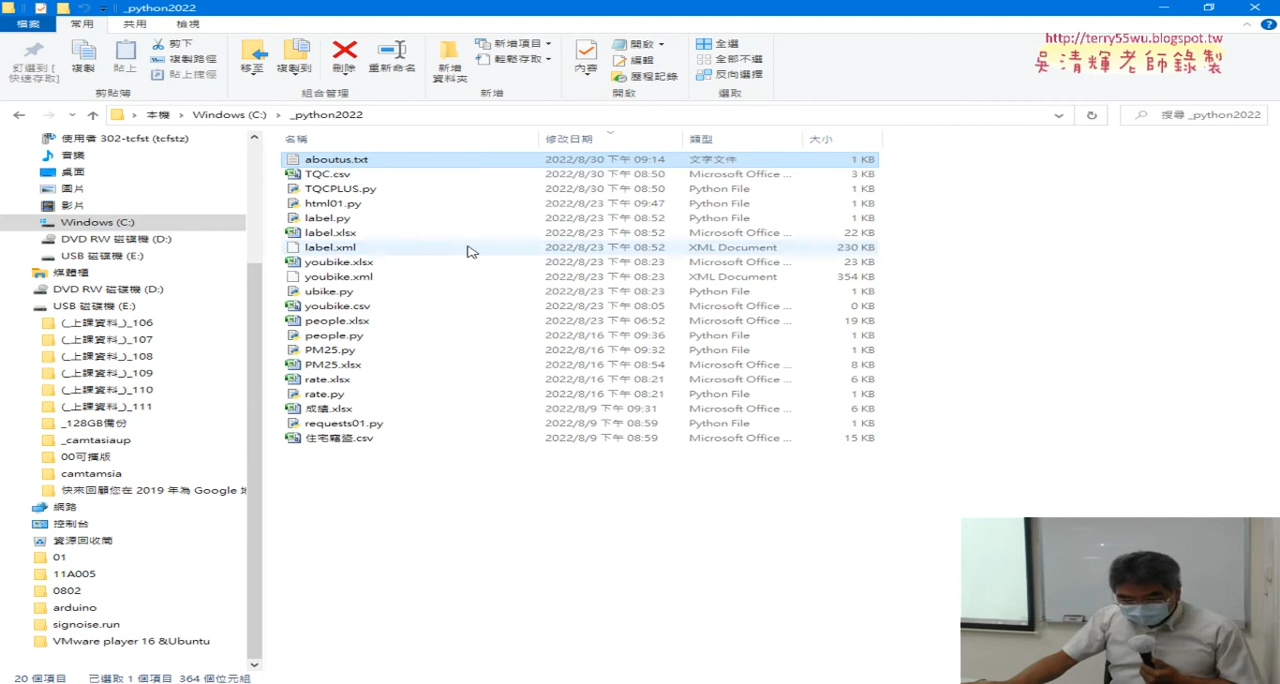 _python2022
檔案 常用 共用 檢視
釘選到 [快速存取]
複製
貼上
剪下
複製路徑
貼上捷徑
剪貼簿
移至
複製到
刪除
重新命名
組合管理
新增資料夾
新增項目
輕鬆存取
新增
內容
開啟
編輯
歷程記錄
開啟
全選
全部不選
反向選擇
選取
http://terry55wu.blogspot.tw
吳清輝老師錄製
本機 > Windows (C:) > _python2022
搜尋 _python2022
使用者 302-tcfst (tcfstz)
音樂
桌面
圖片
影片
Windows (C:)
DVD RW 磁碟機 (D:)
USB 磁碟機 (E:)
媒體櫃
DVD RW 磁碟機 (D:)
USB 磁碟機 (E:)
(_上課資料_)_106
(_上課資料_)_107
(_上課資料_)_108
(_上課資料_)_109
(_上課資料_)_110
(_上課資料_)_111
_128GB備份
_camtasiaup
00可攜版
camtamsia
快來回顧您在 2019 年為 Google 地
網路
控制台
資源回收筒
01
11A005
0802
arduino
signoise.run
VMware player 16 &Ubuntu
名稱 修改日期 類型 大小
aboutus.txt 2022/8/30 下午 09:14 文字文件 1 KB
TQC.csv 2022/8/30 下午 08:50 Microsoft Office ... 3 KB
TQCPLUS.py 2022/8/30 下午 08:50 Python File 1 KB
html01.py 2022/8/23 下午 09:47 Python File 1 KB
label.py 2022/8/23 下午 08:52 Python File 1 KB
label.xlsx 2022/8/23 下午 08:52 Microsoft Office ... 22 KB
label.xml 2022/8/23 下午 08:52 XML Document 230 KB
youbike.xlsx 2022/8/23 下午 08:23 Microsoft Office ... 23 KB
youbike.xml 2022/8/23 下午 08:23 XML Document 354 KB
ubike.py 2022/8/23 下午 08:23 Python File 1 KB
youbike.csv 2022/8/23 下午 08:05 Microsoft Office ... 0 KB
people.xlsx 2022/8/23 下午 06:52 Microsoft Office ... 19 KB
people.py 2022/8/16 下午 09:36 Python File 1 KB
PM25.py 2022/8/16 下午 09:32 Python File 1 KB
PM25.xlsx 2022/8/16 下午 08:54 Microsoft Office ... 8 KB
rate.xlsx 2022/8/16 下午 08:21 Microsoft Office ... 6 KB
rate.py 2022/8/16 下午 08:21 Python File 1 KB
成績.xlsx 2022/8/9 下午 09:31 Microsoft Office ... 6 KB
requests01.py 2022/8/9 下午 08:59 Python File 1 KB
住宅竊盜.csv 2022/8/9 下午 08:59 Microsoft Office ... 15 KB
20 個項目 已選取 1 個項目 364 個位元組